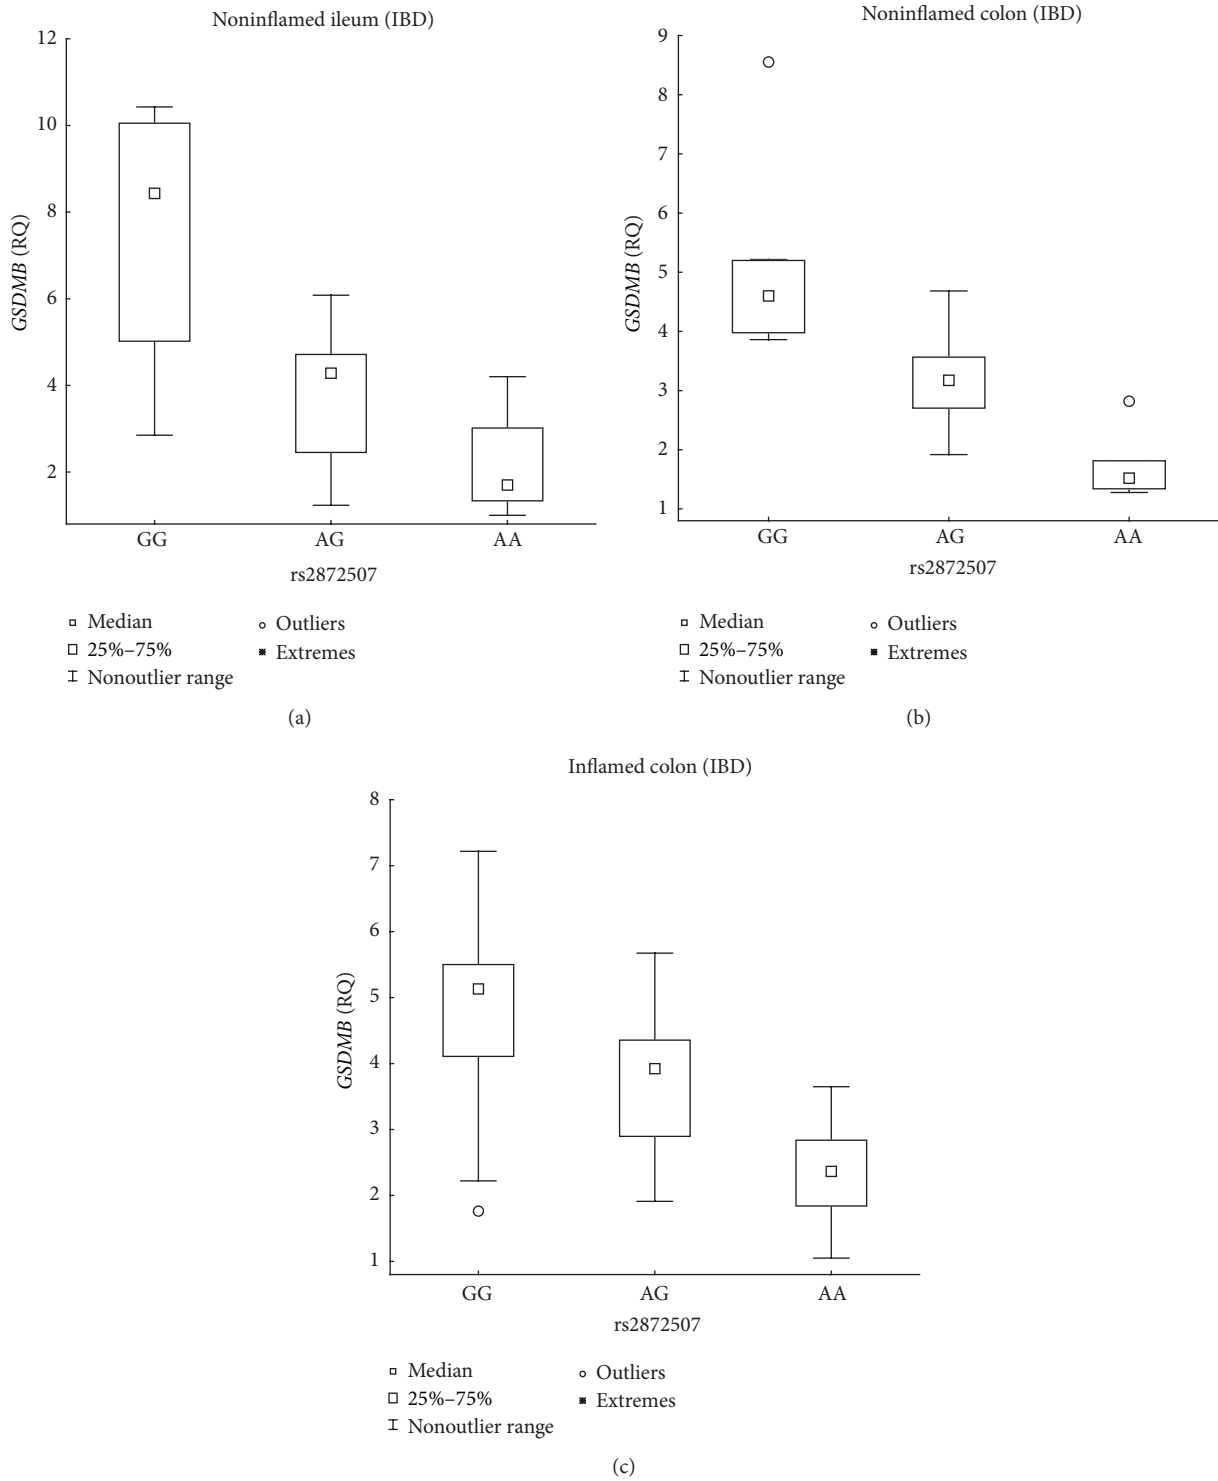 Noninflamed ileum (IBD)
12
10
8
6
4
2
GSDMB (RQ)
GG AG AA
rs2872507
Median
25%–75%
Nonoutlier range
Outliers
Extremes
(a)
Noninflamed colon (IBD)
9
8
7
6
5
4
3
2
1
GSDMB (RQ)
GG AG AA
rs2872507
Median
25%–75%
Nonoutlier range
Outliers
Extremes
(b)
Inflamed colon (IBD)
8
7
6
5
4
3
2
1
GSDMB (RQ)
GG AG AA
rs2872507
Median
25%–75%
Nonoutlier range
Outliers
Extremes
(c)